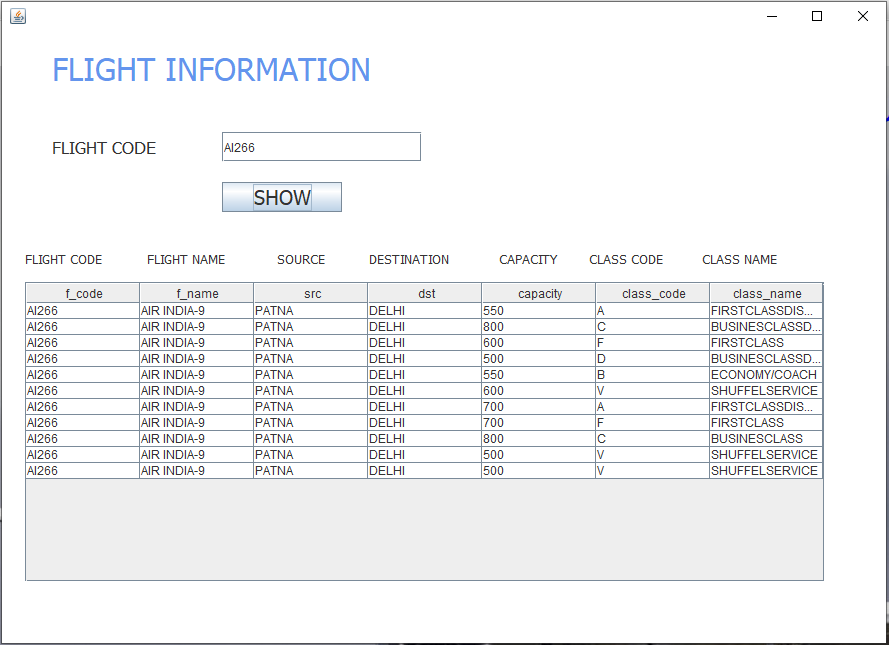 FLIGHT INFORMATION
FLIGHT CODE AI266
SHOW
FLIGHT CODE FLIGHT NAME SOURCE DESTINATION CAPACITY CLASS CODE CLASS NAME
f_code f_name src dst capacity class_code class_name
AI266 AIR INDIA-9 PATNA DELHI 550 A FIRSTCLASSDIS...
AI266 AIR INDIA-9 PATNA DELHI 800 C BUSINESCLASSD...
AI266 AIR INDIA-9 PATNA DELHI 600 F FIRSTCLASS
AI266 AIR INDIA-9 PATNA DELHI 500 D BUSINESCLASSD...
AI266 AIR INDIA-9 PATNA DELHI 550 B ECONOMY/COACH
AI266 AIR INDIA-9 PATNA DELHI 600 V SHUFFELSERVICE
AI266 AIR INDIA-9 PATNA DELHI 700 A FIRSTCLASSDIS...
AI266 AIR INDIA-9 PATNA DELHI 700 F FIRSTCLASS
AI266 AIR INDIA-9 PATNA DELHI 800 C BUSINESCLASS
AI266 AIR INDIA-9 PATNA DELHI 500 V SHUFFELSERVICE
AI266 AIR INDIA-9 PATNA DELHI 500 V SHUFFELSERVICE